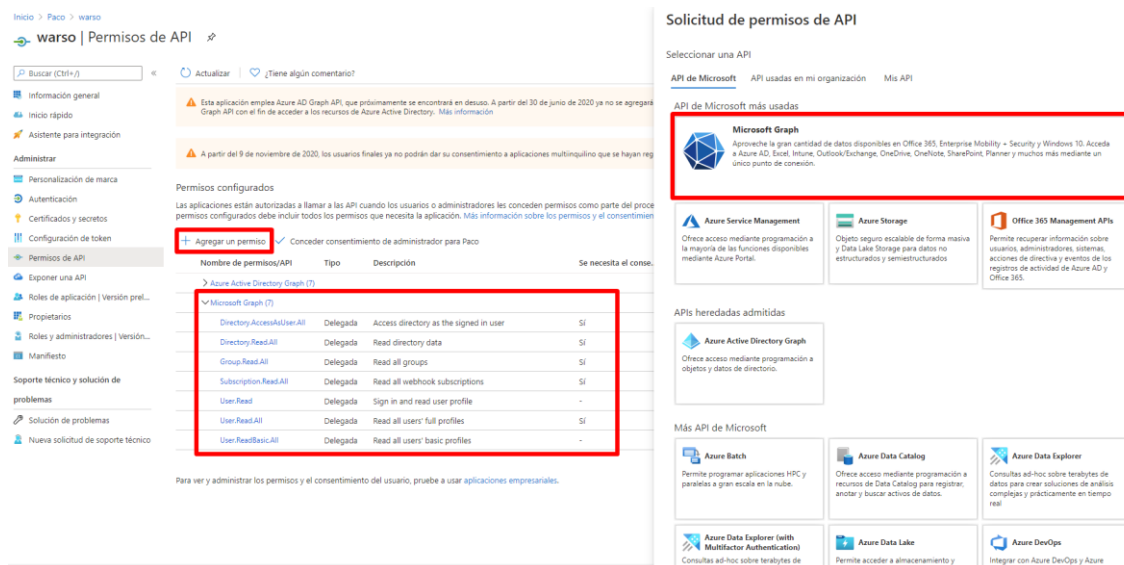 Inicio > Paco > warso
warso | Permisos de API
Buscar (Ctrl+/)
Información general
Inicio rápido
Asistente para integración
Administrar
Personalización de marca
Autenticación
Certificados y secretos
Configuración de token
Permisos de API
Exponer una API
Roles de aplicación | Versión prel...
Propietarios
Roles y administradores | Versión...
Manifiesto
Soporte técnico y solución de
problemas
Solución de problemas
Nueva solicitud de soporte técnico
Actualizar
¿Tiene algún comentario?
Esta aplicación emplea Azure AD Graph API, que próximamente se encontrará en desuso. A partir del 30 de junio de 2020 ya no se agregará
Graph API con el fin de acceder a los recursos de Azure Active Directory. Más información
A partir del 9 de noviembre de 2020, los usuarios finales ya no podrán dar su consentimiento a aplicaciones multiinquilino que se hayan reg
Permisos configurados
Las aplicaciones están autorizadas a llamar a las API cuando los usuarios o administradores les conceden permisos como parte del proce
permisos configurados debe incluir todos los permisos que necesita la aplicación. Más información sobre los permisos y el consentimien
+ Agregar un permiso
Conceder consentimiento de administrador para Paco
Nombre de permisos/API Tipo Descripción Se necesita el conse...
Azure Active Directory Graph (7)
Microsoft Graph (7)
Directory.AccessAsUser.All Delegada Access directory as the signed in user Sí
Directory.Read.All Delegada Read directory data Sí
Group.Read.All Delegada Read all groups Sí
Subscription.Read.All Delegada Read all webhook subscriptions Sí
User.Read Delegada Sign in and read user profile -
User.Read.All Delegada Read all users' full profiles Sí
User.ReadBasic.All Delegada Read all users' basic profiles -
Para ver y administrar los permisos y el consentimiento del usuario, pruebe a usar aplicaciones empresariales.
Solicitud de permisos de API
Seleccionar una API
API de Microsoft API usadas en mi organización Mis API
API de Microsoft más usadas
Microsoft Graph
Aproveche la gran cantidad de datos disponibles en Office 365, Enterprise
Mobility + Security y Windows 10. Acceda
a Azure AD, Excel, Intune, Outlook/Exchange, OneDrive, OneNote, SharePoint, Planner y muchos más mediante un
único punto de conexión.
Azure Service Management
Ofrece acceso mediante programación a
la mayoría de las funciones disponibles
mediante Azure Portal.
Azure Storage
Objeto seguro escalable de forma masiva
y Data Lake Storage para datos no
estructurados y semiestructurados
Office 365 Management APIs
Permite recuperar información sobre
usuarios, administradores, sistemas,
acciones de directiva y eventos de los
registros de actividad de Azure AD y
Office 365.
APIs heredadas admitidas
Azure Active Directory Graph
Ofrece acceso mediante programación a
objetos y datos de directorio.
Más API de Microsoft
Azure Batch
Permite programar aplicaciones HPC y
paralelas a gran escala en la nube.
Azure Data Catalog
Ofrece acceso mediante programación a
recursos de Data Catalog para registrar,
anotar y buscar activos de datos.
Azure Data Explorer
Consultas ad-hoc sobre terabytes de
datos para crear soluciones de análisis
complejas y prácticamente en tiempo
real
Azure Data Explorer (with
Multifactor Authentication)
Consultas ad-hoc sobre terabytes de
Azure Data Lake
Permite acceder a almacenamiento y
Azure DevOps
Integrar con Azure DevOps y Azure